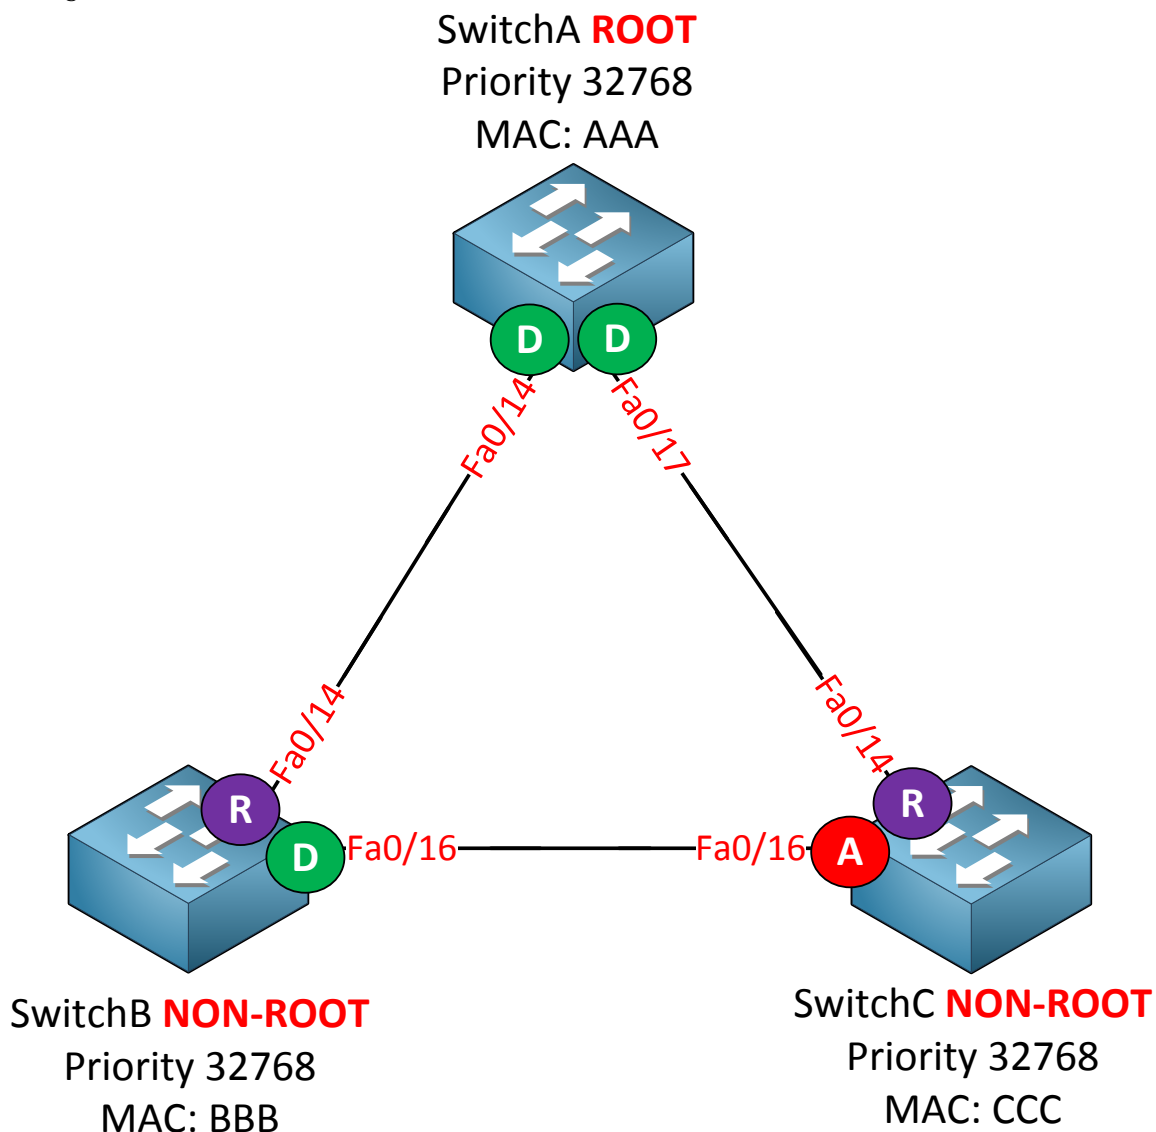 SwitchA ROOT
Priority 32768
MAC: AAA
D
D
Fa0/14
Fa0/17
Fa0/14
Fa0/14
R
R
D
Fa0/16
Fa0/16
A
SwitchB NON-ROOT
Priority 32768
MAC: BBB
SwitchC NON-ROOT
Priority 32768
MAC: CCC